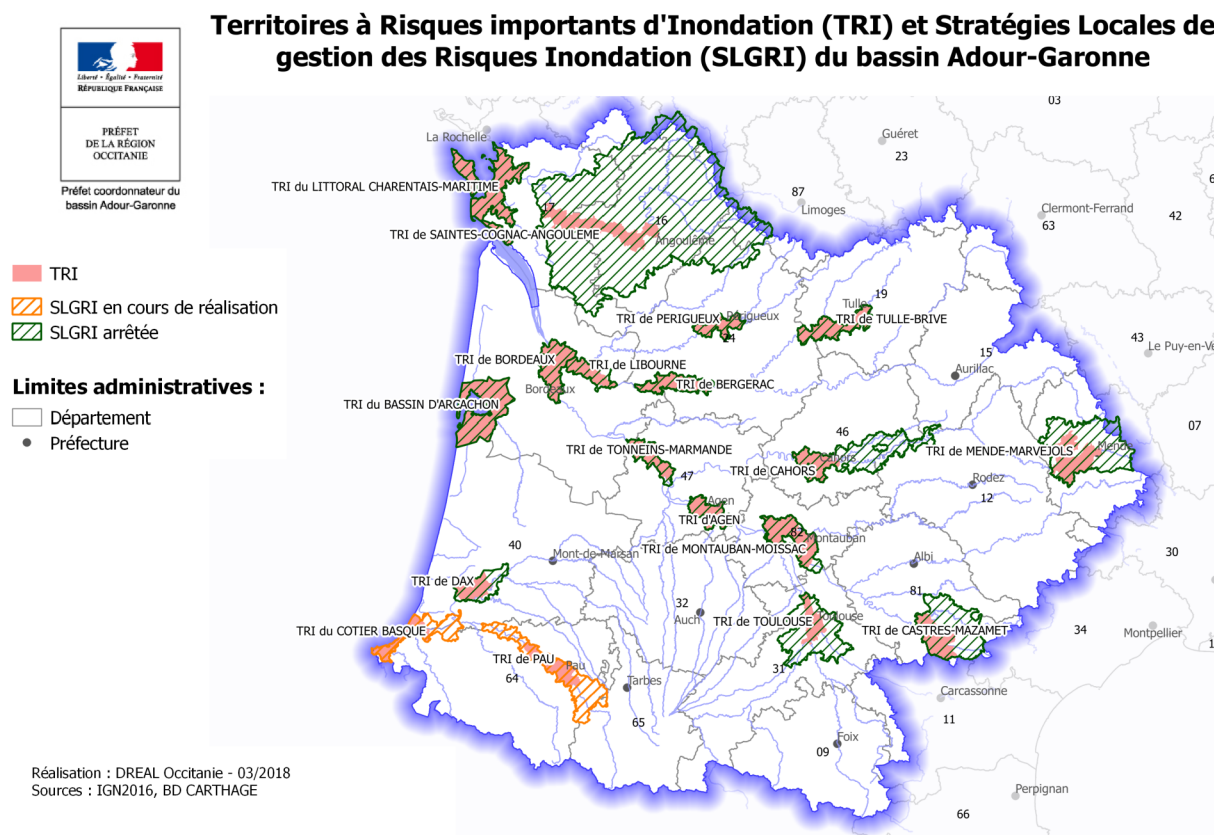 Territoires à Risques importants d'Inondation (TRI) et Stratégies Locales de
gestion des Risques Inondation (SLGRI) du bassin Adour-Garonne
Liberté • Égalité • Fraternité
RÉPUBLIQUE FRANÇAISE
PRÉFET
DE LA RÉGION
OCCITANIE
Préfet coordonnateur du
bassin Adour-Garonne
TRI
SLGRI en cours de réalisation
SLGRI arrêtée
Limites administratives :
Département
Préfecture
03
La Rochelle
Guéret
23
87
Limoges
Clermont-Ferrand
63
42
TRI du LITTORAL CHARENTAIS-MARITIME
17
16
TRI de SAINTES-COGNAC-ANGOULEME
Angoulême
19
Tulle
TRI de PERIGUEUX
Périgueux
TRI de TULLE-BRIVE
24
15
43
Le Puy-en-Ve
TRI de BORDEAUX
TRI de LIBOURNE
Aurillac
Bordeaux
TRI de BERGERAC
TRI du BASSIN D'ARCACHON
07
46
TRI de TONNEINS-MARMANDE
Cahors
TRI de CAHORS
TRI de MENDE-MARVEJOLS
Mende
47
Rodez
12
Agen
TRI d'AGEN
82
Montauban
TRI de MONTAUBAN-MOISSAC
40
Mont-de-Marsan
Albi
30
TRI de DAX
81
32
Auch
TRI de TOULOUSE
Toulouse
TRI du COTIER BASQUE
TRI de CASTRES-MAZAMET
34
Montpellier
TRI de PAU
Pau
64
31
Tarbes
Carcassonne
65
11
Foix
09
Perpignan
66
Réalisation : DREAL Occitanie - 03/2018
Sources : IGN2016, BD CARTHAGE